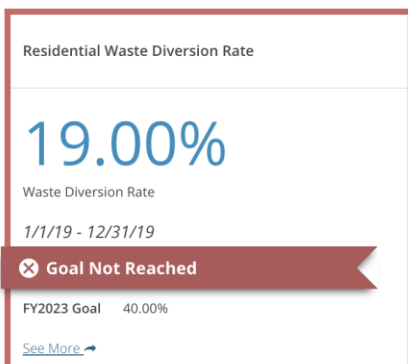 Residential Waste Diversion Rate
19.00%
Waste Diversion Rate
1/1/19 - 12/31/19
Goal Not Reached
FY2023 Goal 40.00%
See More